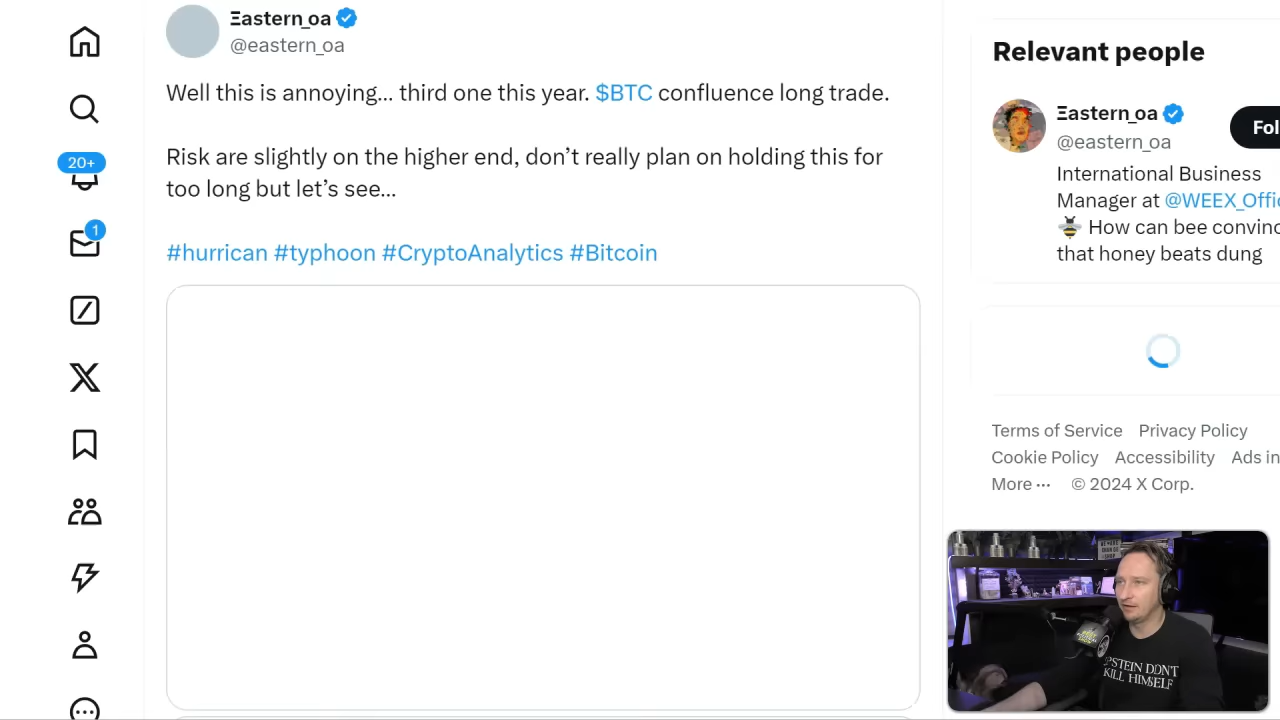 Ξastern_oa
@eastern_oa
Well this is annoying... third one this year. $BTC confluence long trade.
Risk are slightly on the higher end, don’t really plan on holding this for
too long but let’s see...
#hurrican #typhoon #CryptoAnalytics #Bitcoin
20+
1
Relevant people
Ξastern_oa
@eastern_oa
Fol
International Business
Manager at @WEEX_Offic
How can bee convinc
that honey beats dung
Terms of Service Privacy Policy
Cookie Policy Accessibility Ads in
More ··· © 2024 X Corp.
PSTEIN DIDN'T
KILL HIMSELF